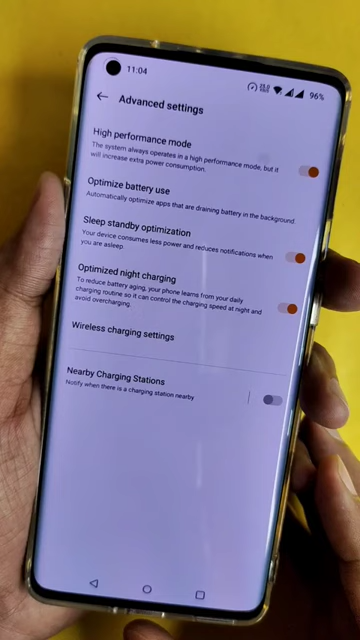 11:04
96%
Advanced settings
High performance mode
The system always operates in a high performance mode, but it
will increase extra power consumption.
Optimize battery use
Automatically optimize apps that are draining battery in the background.
Sleep standby optimization
Your device consumes less power and reduces notifications when
you are asleep.
Optimized night charging
To reduce battery aging, your phone learns from your daily
charging routine so it can control the charging speed at night and
avoid overcharging.
Wireless charging settings
Nearby Charging Stations
Notify when there is a charging station nearby